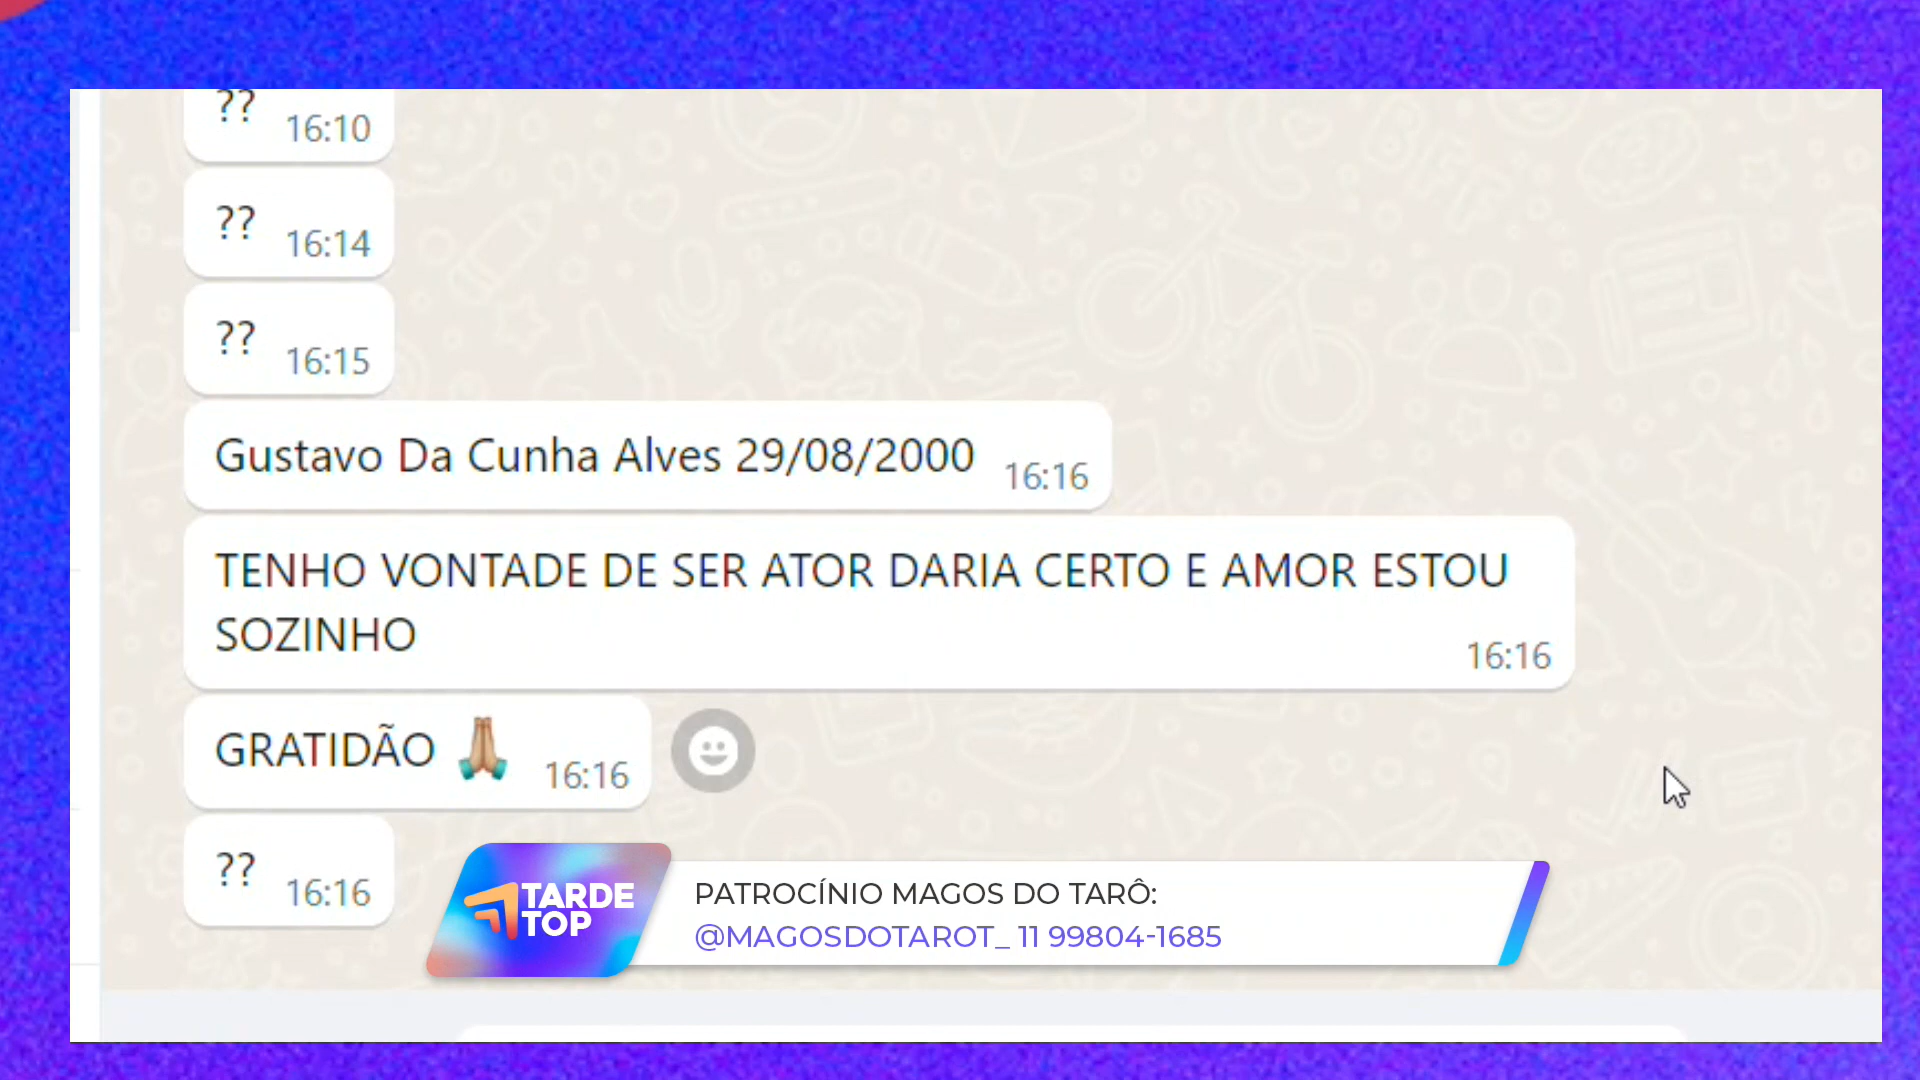 ?? 16:10
?? 16:14
?? 16:15
Gustavo Da Cunha Alves 29/08/2000 16:16
TENHO VONTADE DE SER ATOR DARIA CERTO E AMOR ESTOU
SOZINHO 16:16
GRATIDÃO 🙏🏼 16:16
?? 16:16
TARDE
TOP
PATROCÍNIO MAGOS DO TARÔ:
@MAGOSDOTAROT_ 11 99804-1685